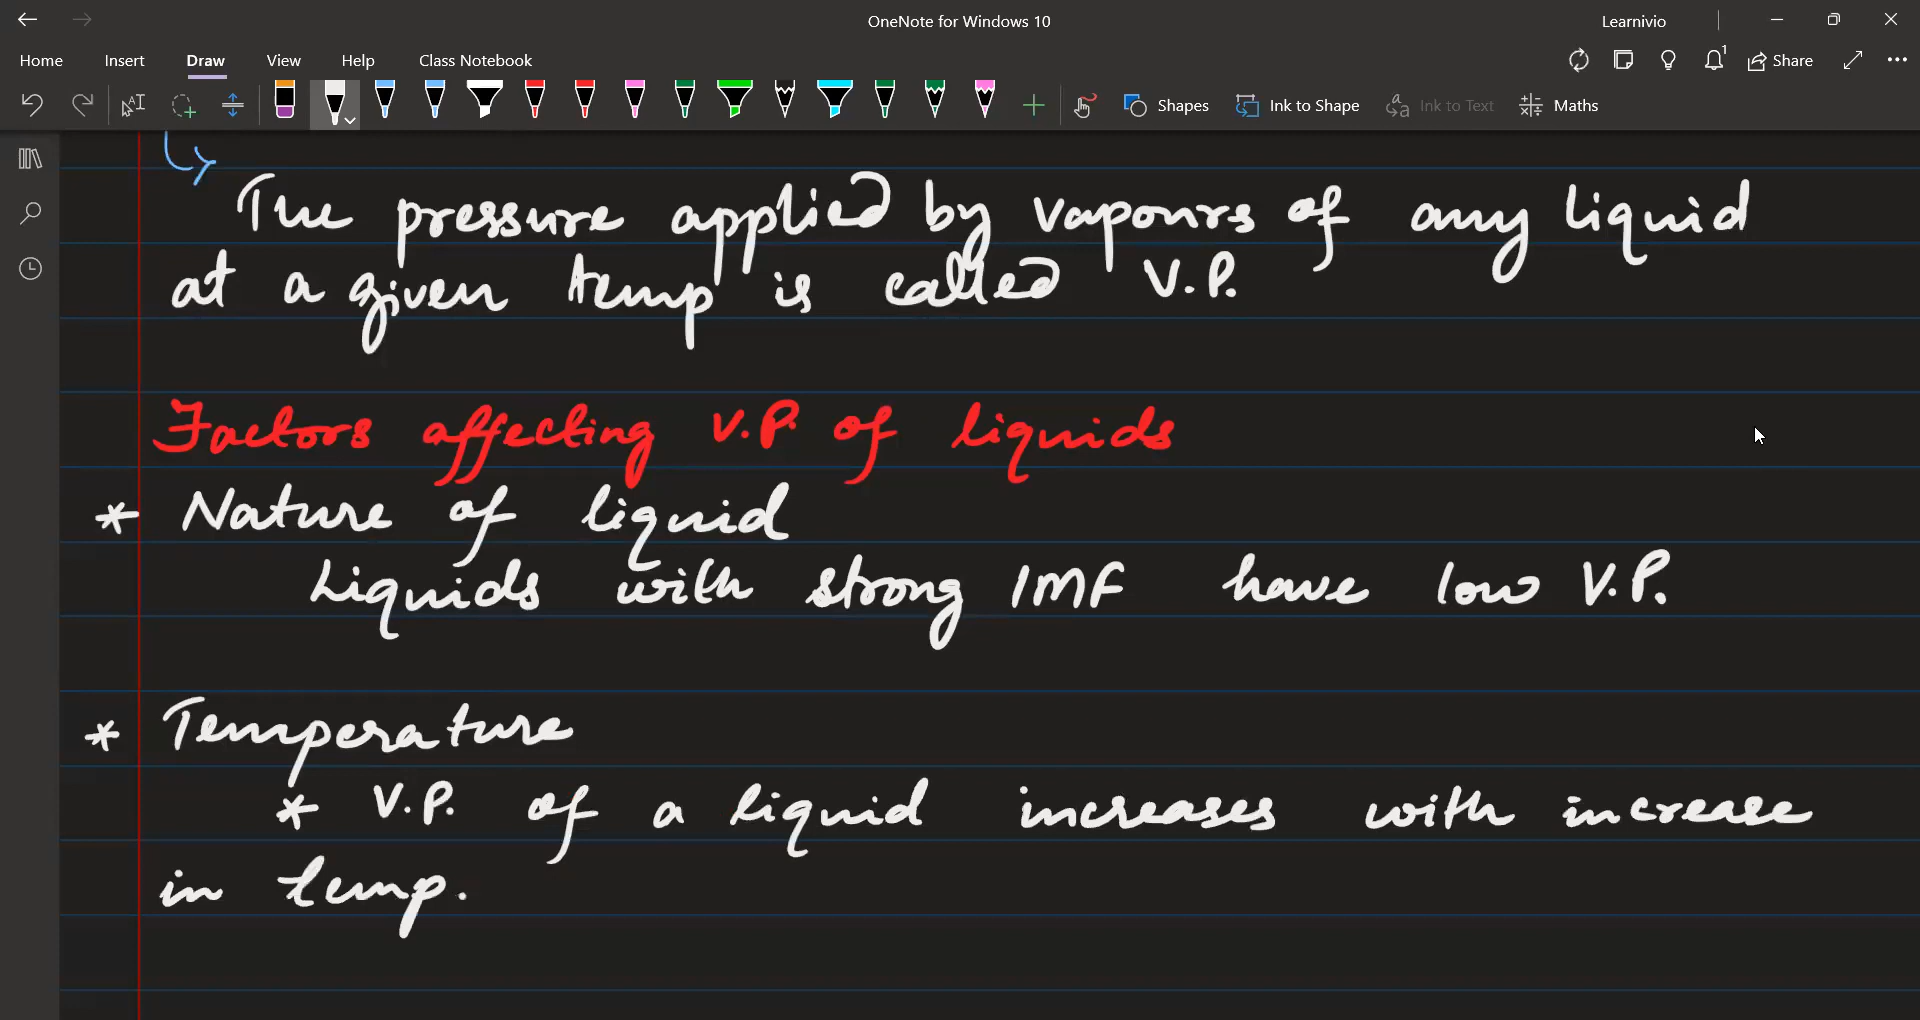 OneNote for Windows 10
Learnivio
Home Insert Draw View Help Class Notebook
1 Share
Shapes Ink to Shape Ink to Text Maths
The pressure applied by vapours of any liquid
at a given temp is called V.P.
Factors affecting V.P. of liquids
* Nature of liquid
Liquids with strong IMF have low V.P.
* Temperature
* V.P. of a liquid increases with increase
in temp.